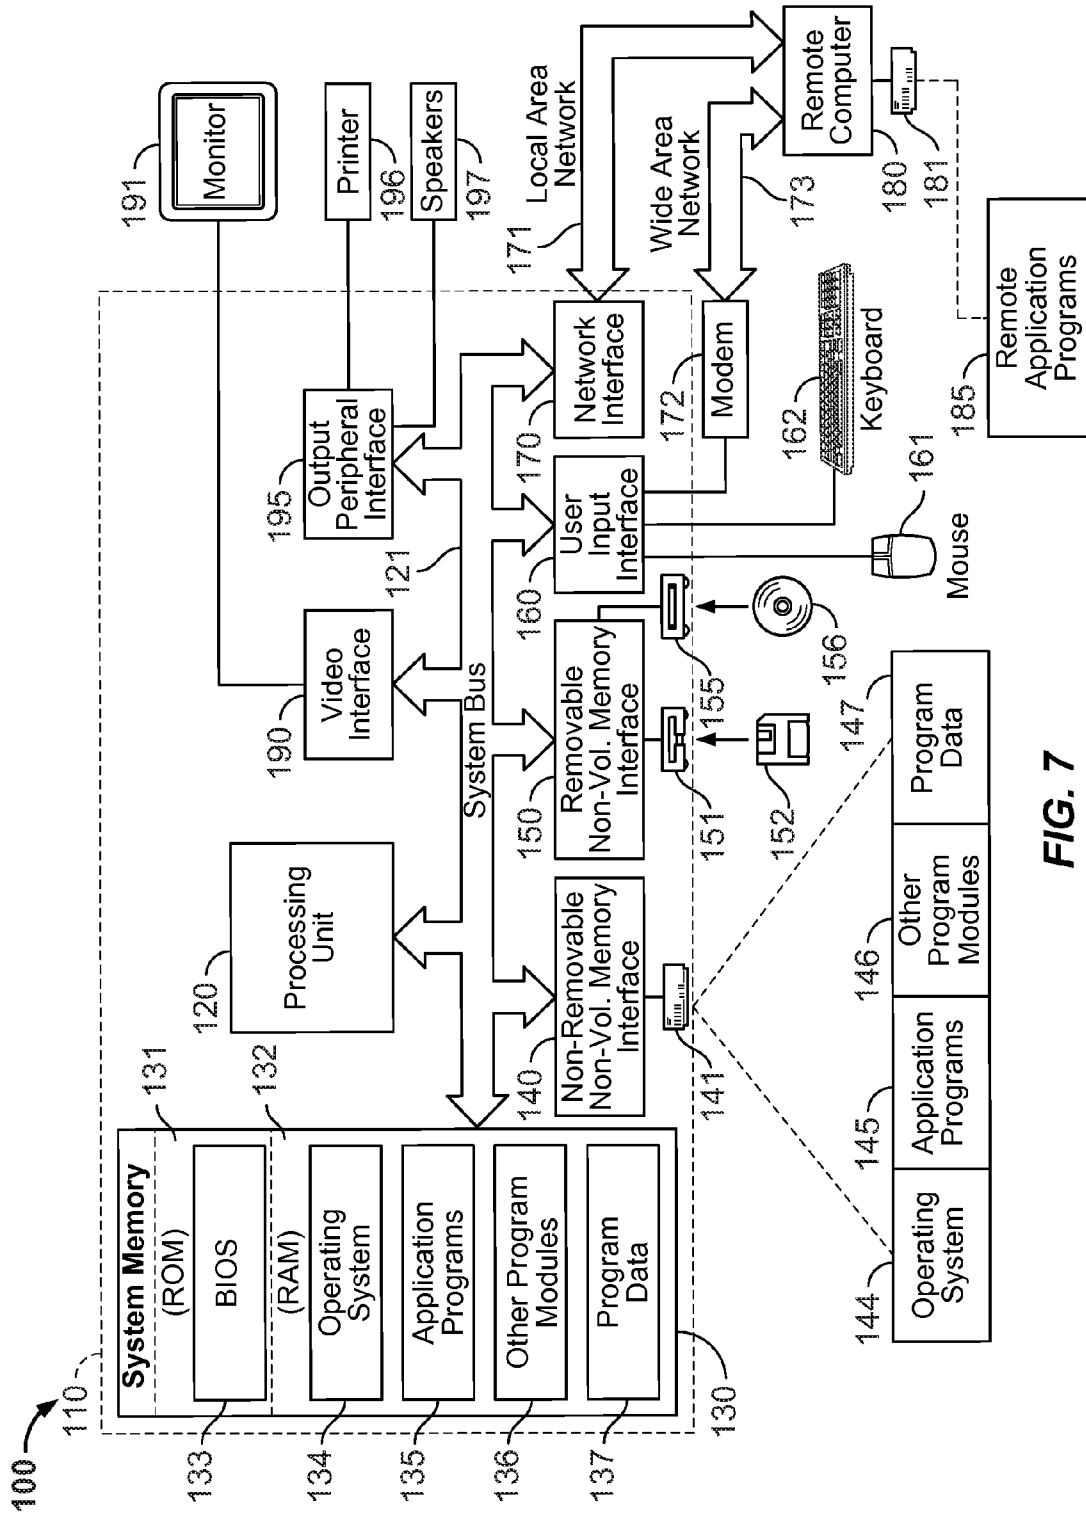 100
110
System Memory
(ROM)
131
BIOS
133
(RAM)
132
Operating
System
134
Application
Programs
135
Other Program
Modules
136
Program
Data
137
130
120
Processing
Unit
190
Video
Interface
195
Output
Peripheral
Interface
191
Monitor
Printer
196
Speakers
197
121
System Bus
140
Non-Removable
Non-Vol. Memory
Interface
150
Removable
Non-Vol. Memory
Interface
160
User
Input
Interface
170
Network
Interface
171
Local Area
Network
Wide Area
Network
173
172
Modem
Remote
Computer
180
181
141
151
155
152
156
Mouse
161
162
Keyboard
185
Remote
Application
Programs
144
Operating
System
145
Application
Programs
146
Other
Program
Modules
147
Program
Data
FIG. 7